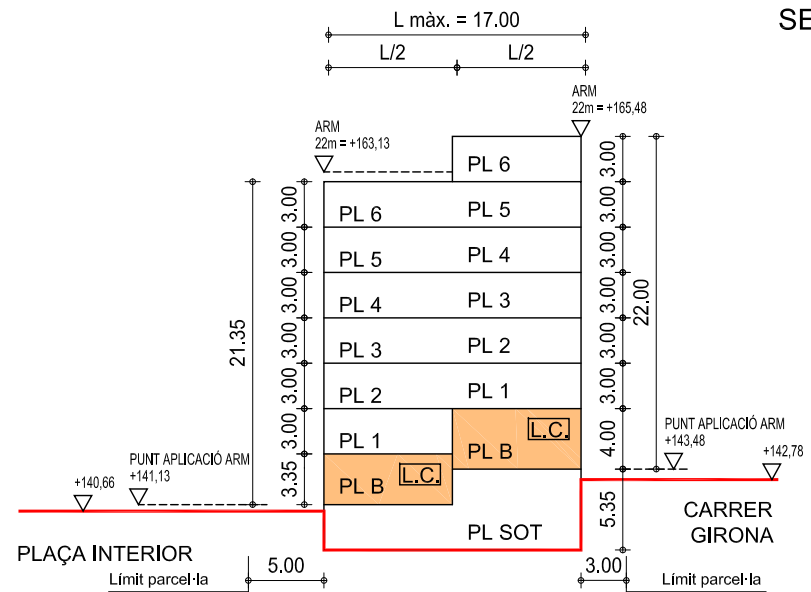 SE
L màx. = 17.00
L/2
L/2
ARM
22m = +165,48
ARM
22m = +163,13
PL 6
PL 6
PL 5
PL 5
PL 4
PL 4
PL 3
PL 3
PL 2
PL 2
PL 1
PL 1
PL B
L.C.
PL B
L.C.
PL SOT
3.00
3.00
3.00
3.00
3.00
3.00
3.35
21.35
3.00
3.00
3.00
3.00
3.00
3.00
4.00
5.35
22.00
PUNT APLICACIÓ ARM
+141,13
+140,66
PUNT APLICACIÓ ARM
+143,48
+142,78
PLAÇA INTERIOR
CARRER
GIRONA
5.00
3.00
Límit parcel·la
Límit parcel·la